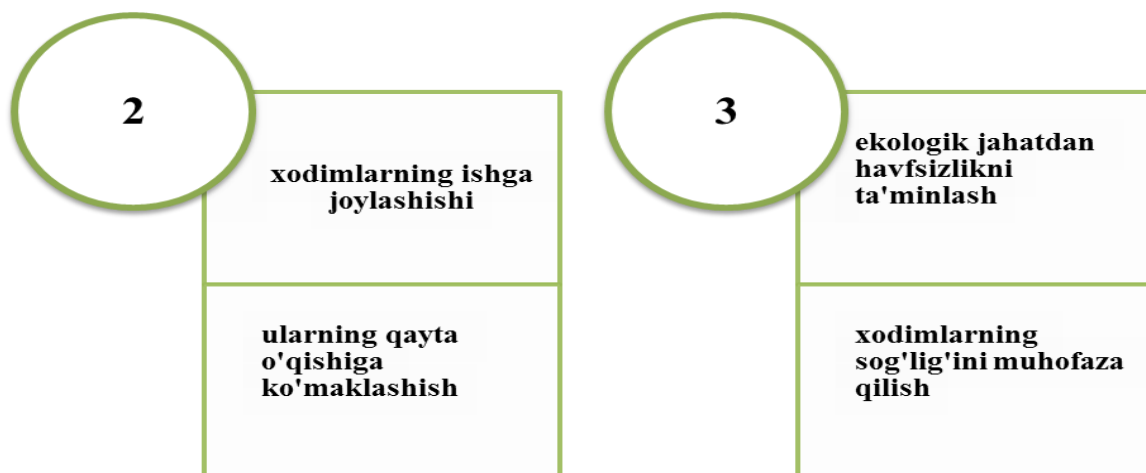 2
xodimlarning ishga
joylashishi
ularning qayta
o'qishiga
ko'maklashish
3
ekologik jahatdan
havfsizlikni
ta'minlash
xodimlarning
sog'lig'ini muhofaza
qilish